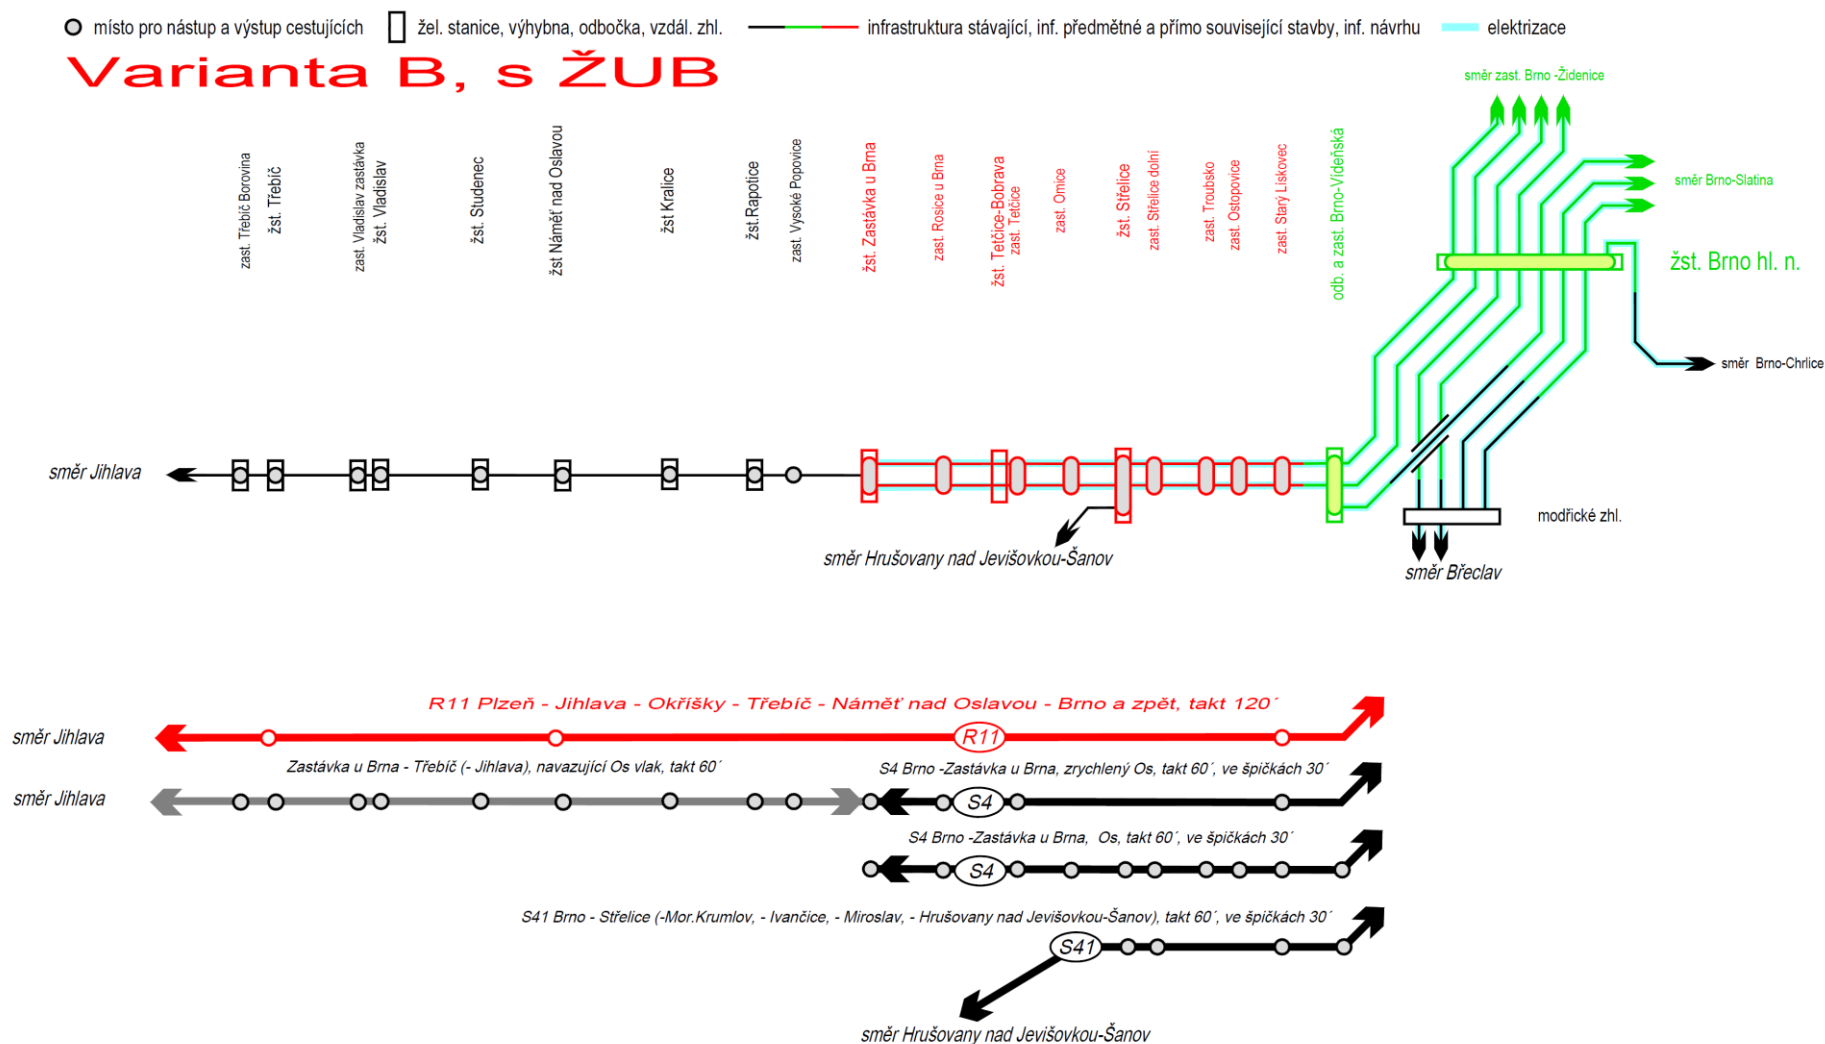 místo pro nástup a výstup cestujících
žel. stanice, výhybna, odbočka, vzdál. zhl.
infrastruktura stávající, inf. předmětné a přímo související stavby, inf. návrhu
elektrizace
Varianta B, s ŽUB
směr zast. Brno -Židenice
směr Brno-Slatina
zast. Třebíč Borovina
žst. Třebíč
zast. Vladislav zastávka
žst. Vladislav
žst. Studenec
žst Náměť nad Oslavou
žst Kralice
žst.Rapotice
zast. Vysoké Popovice
žst. Zastávka u Brna
zast. Rosice u Brna
žst. Tetčice-Bobrava
zast. Tetčice
zast. Omice
žst. Střelice
zast. Střelice dolní
zast. Troubsko
zast. Ostopovice
zast. Starý Lískovec
odb. a zast. Brno-Vídeňská
žst. Brno hl. n.
směr Brno-Chrlice
směr Jihlava
modřické zhl.
směr Hrušovany nad Jevišovkou-Šanov
směr Břeclav
R11 Plzeň - Jihlava - Okříšky - Třebíč - Náměť nad Oslavou - Brno a zpět, takt 120´
směr Jihlava
R11
Zastávka u Brna - Třebíč (- Jihlava), navazující Os vlak, takt 60´
S4 Brno -Zastávka u Brna, zrychlený Os, takt 60´, ve špičkách 30´
směr Jihlava
S4
S4 Brno -Zastávka u Brna, Os, takt 60´, ve špičkách 30´
S4
S41 Brno - Střelice (-Mor.Krumlov, - Ivančice, - Miroslav, - Hrušovany nad Jevišovkou-Šanov), takt 60´, ve špičkách 30´
S41
směr Hrušovany nad Jevišovkou-Šanov